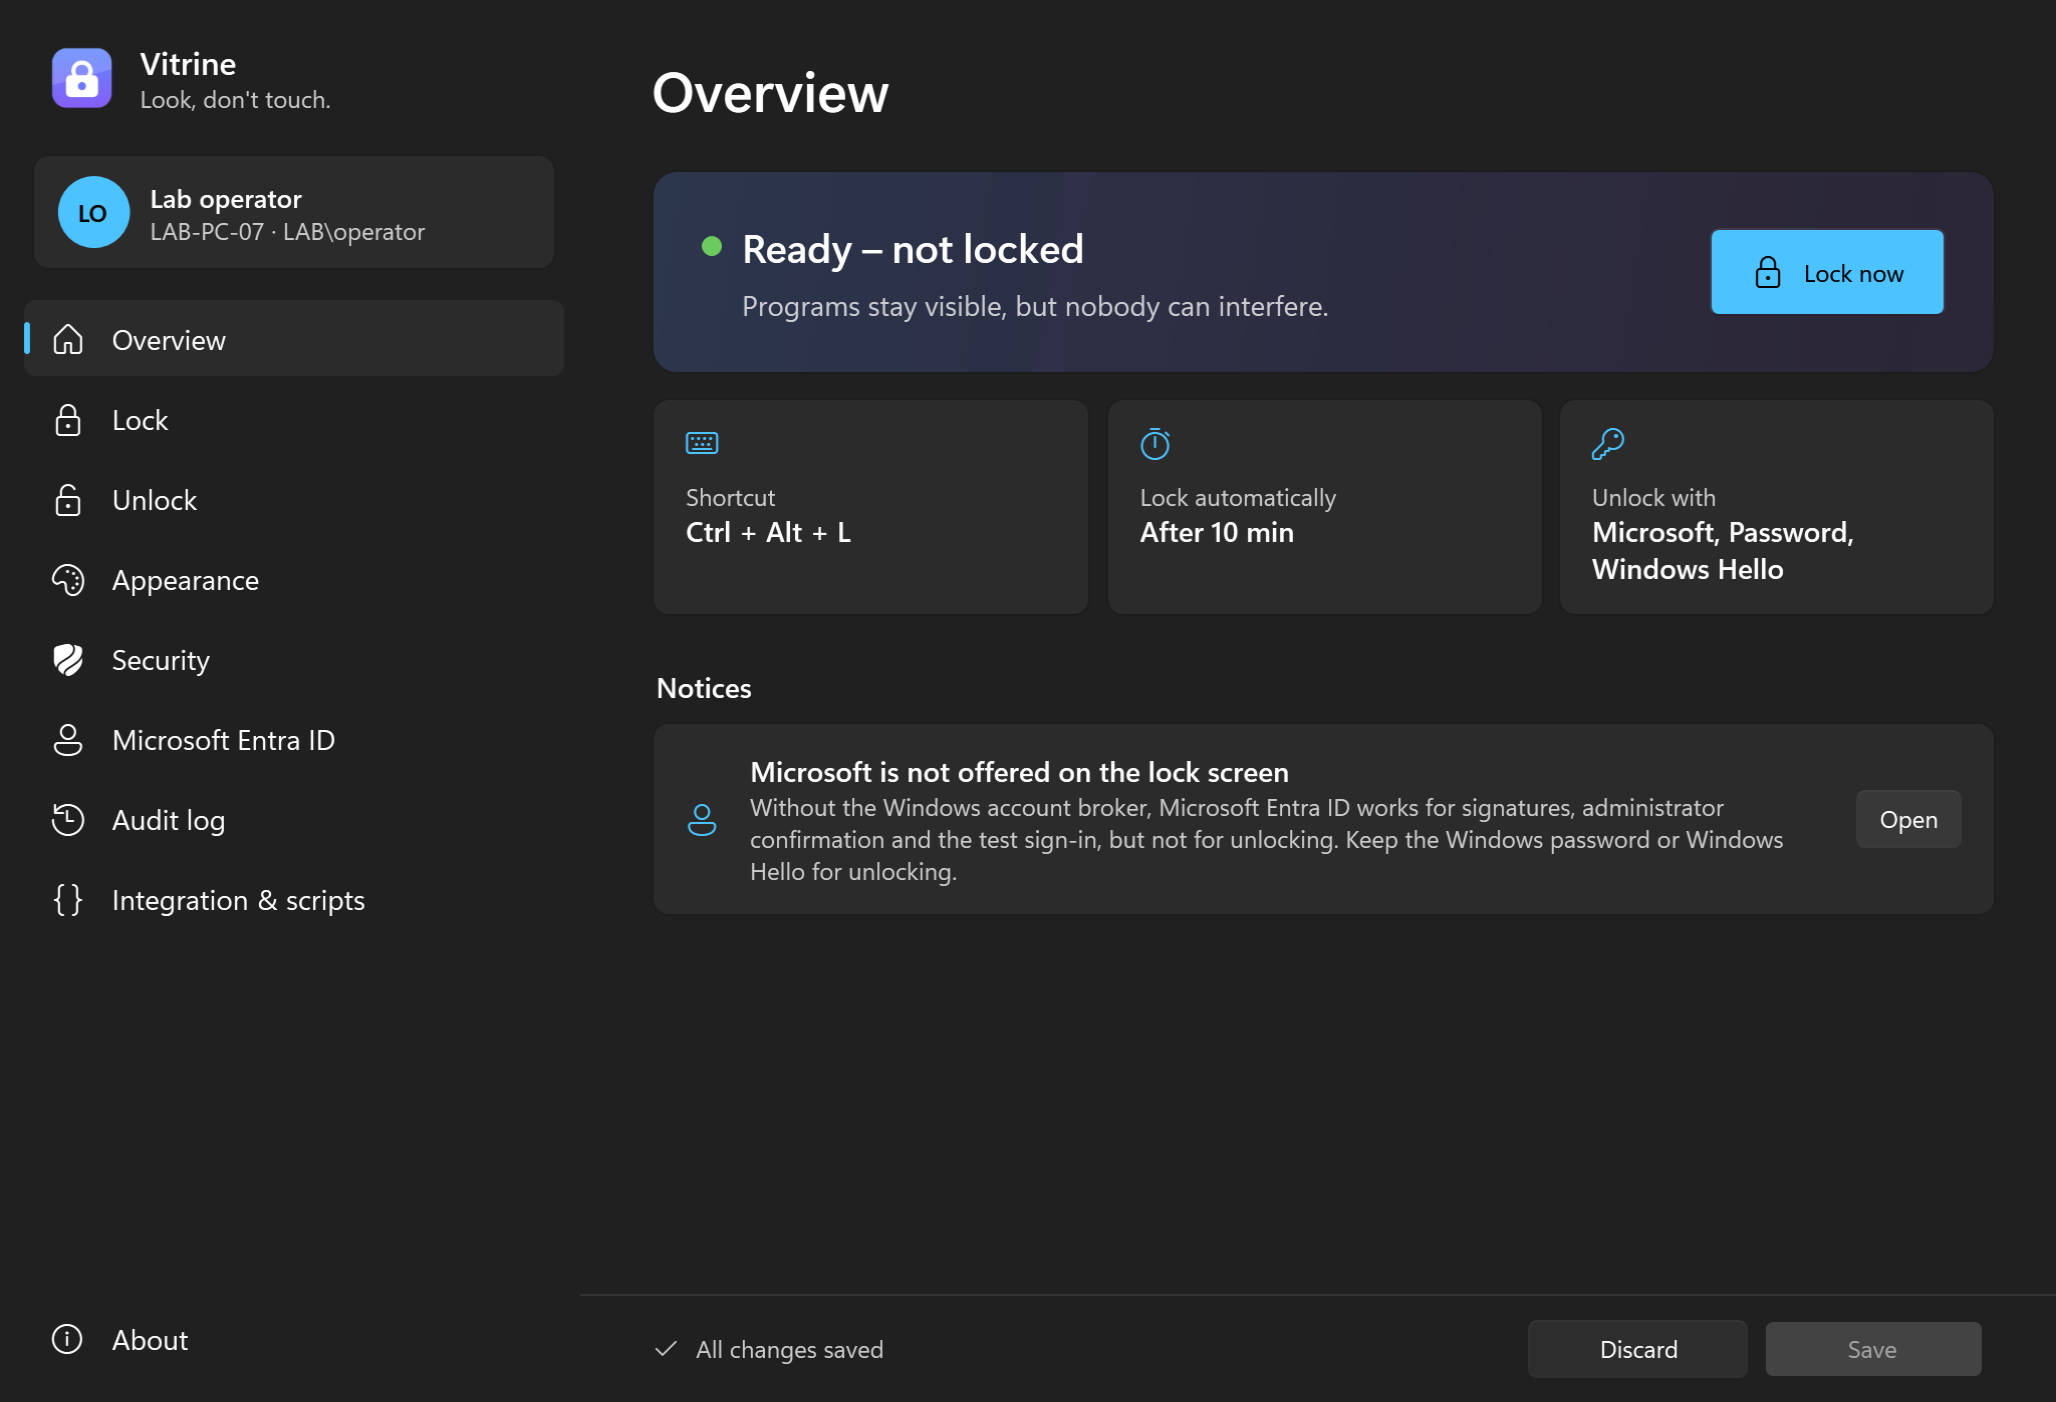 Vitrine
Look, don't touch.
LO
Lab operator
LAB-PC-07 · LAB\operator
Overview
Lock
Unlock
Appearance
Security
Microsoft Entra ID
Audit log
Integration & scripts
About
Overview
Ready – not locked
Programs stay visible, but nobody can interfere.
Lock now
Shortcut
Ctrl + Alt + L
Lock automatically
After 10 min
Unlock with
Microsoft, Password,
Windows Hello
Notices
Microsoft is not offered on the lock screen
Without the Windows account broker, Microsoft Entra ID works for signatures, administrator
confirmation and the test sign-in, but not for unlocking. Keep the Windows password or Windows
Hello for unlocking.
Open
All changes saved
Discard
Save